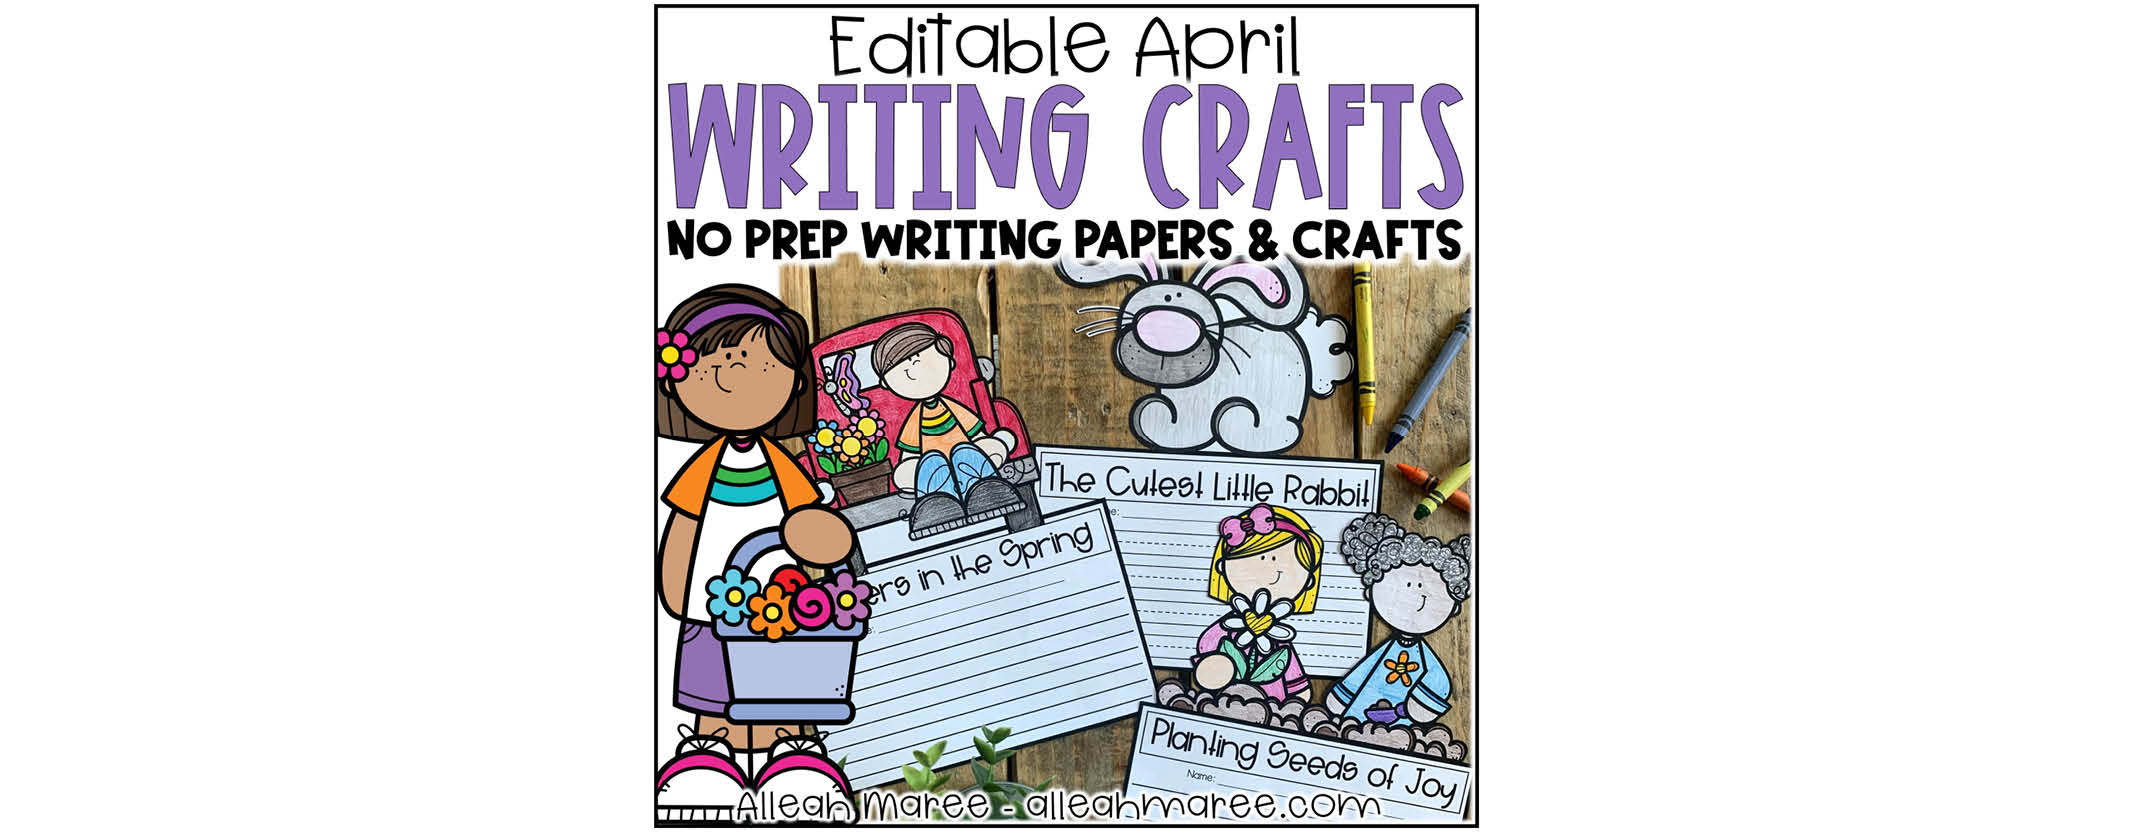 Editable April
WRITING CRAFTS
NO PREP WRITING PAPERS & CRAFTS
The Cutest Little Rabbit
in the Spring
Planting Seeds of Joy
Name:
Alleah Maree - alleahmaree.com